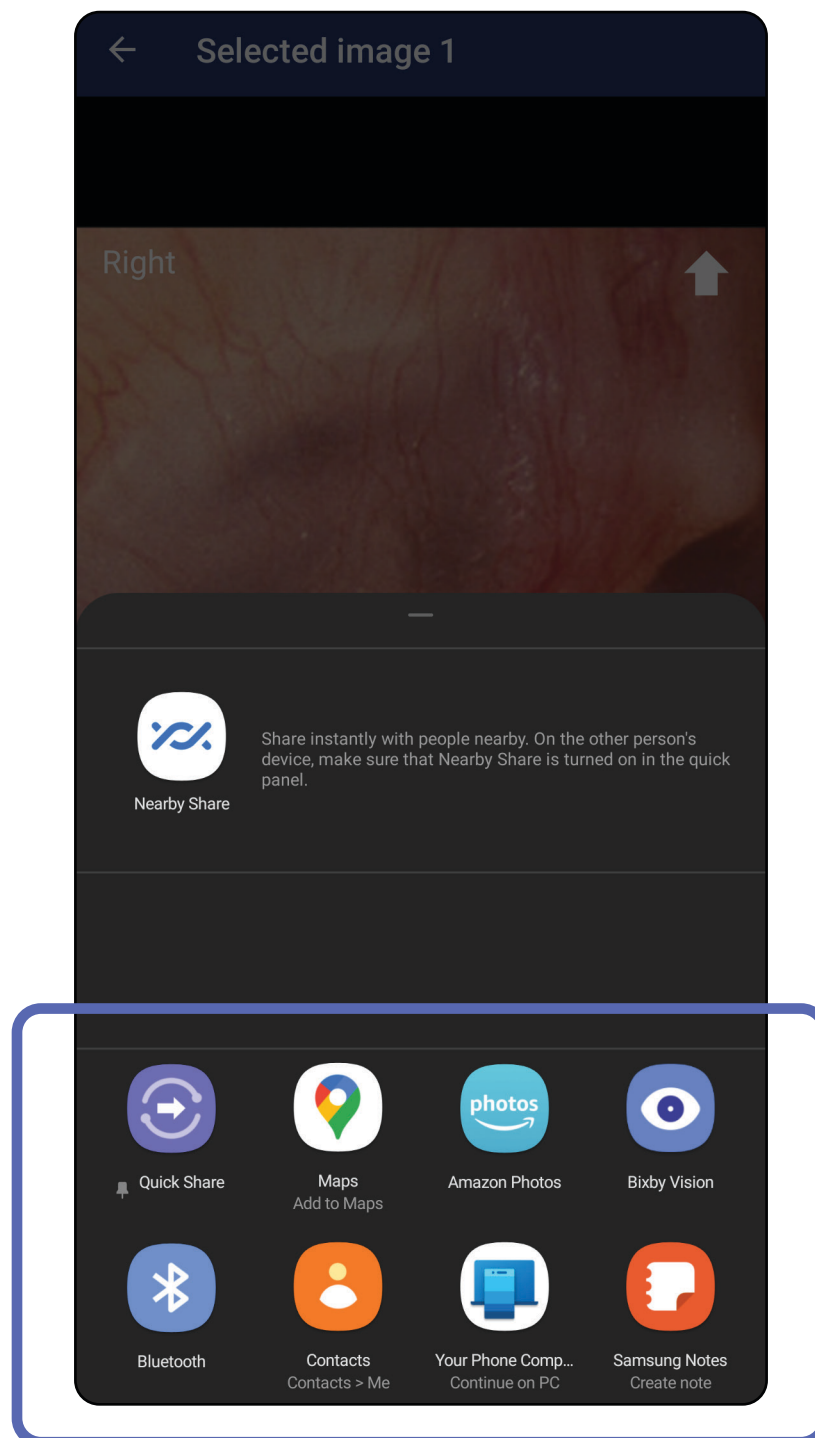 Selected image 1
Right
Share instantly with people nearby. On the other person's
device, make sure that Nearby Share is turned on in the quick
panel.
Nearby Share
photos
Quick Share
Maps
Add to Maps
Amazon Photos
Bixby Vision
Bluetooth
Contacts
Contacts > Me
Your Phone Comp...
Continue on PC
Samsung Notes
Create note